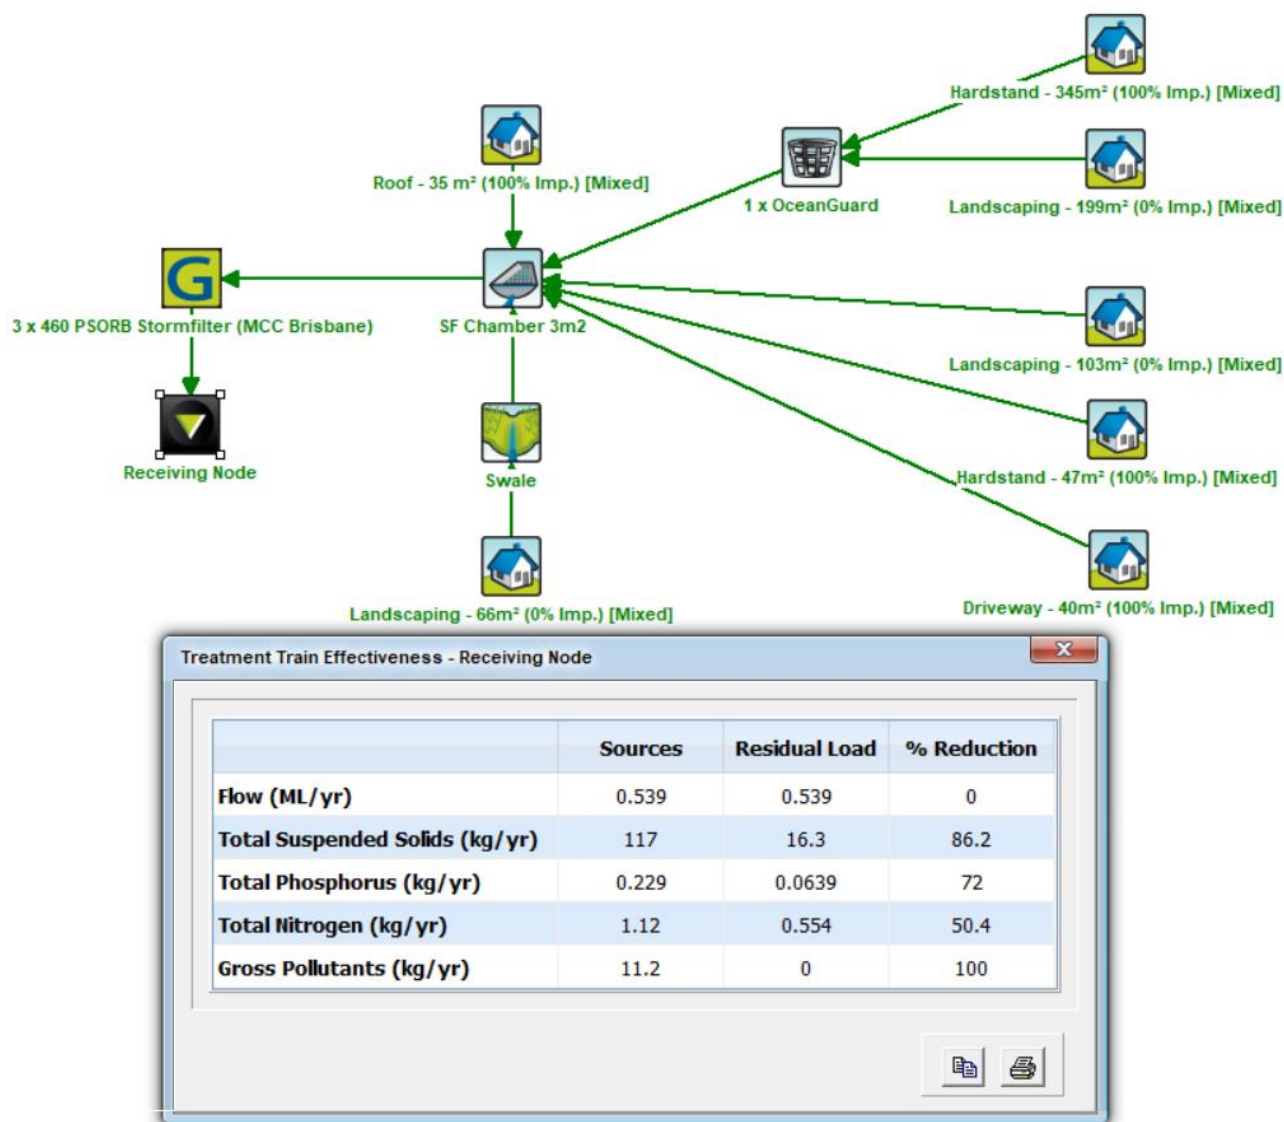 Hardstand - 345m² (100% Imp.) [Mixed]
Roof - 35 m² (100% Imp.) [Mixed]
1 x OceanGuard
Landscaping - 199m² (0% Imp.) [Mixed]
G
3 x 460 PSORB Stormfilter (MCC Brisbane)
SF Chamber 3m2
Landscaping - 103m² (0% Imp.) [Mixed]
Receiving Node
Swale
Hardstand - 47m² (100% Imp.) [Mixed]
Landscaping - 66m² (0% Imp.) [Mixed]
Driveway - 40m² (100% Imp.) [Mixed]
Treatment Train Effectiveness - Receiving Node
Sources Residual Load % Reduction
Flow (ML/yr) 0.539 0.539 0
Total Suspended Solids (kg/yr) 117 16.3 86.2
Total Phosphorus (kg/yr) 0.229 0.0639 72
Total Nitrogen (kg/yr) 1.12 0.554 50.4
Gross Pollutants (kg/yr) 11.2 0 100